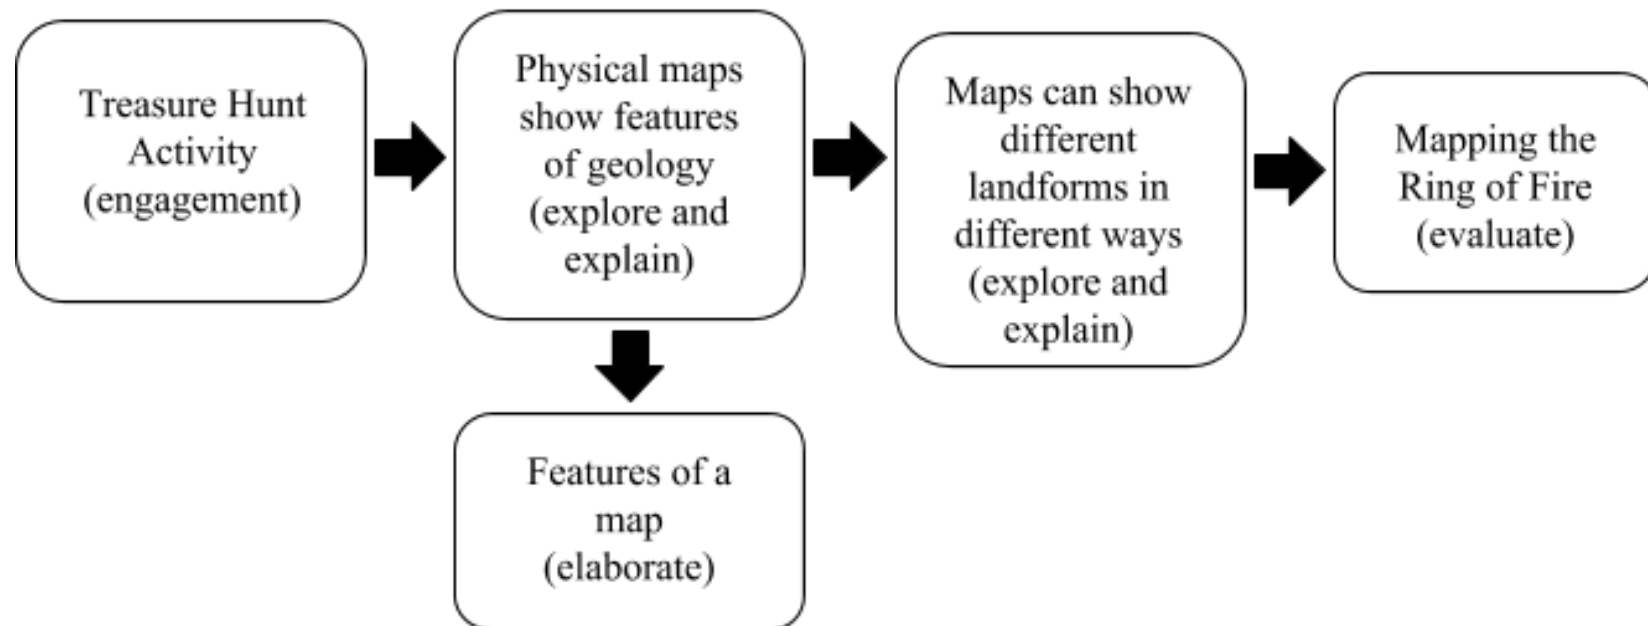 Treasure Hunt
Activity
(engagement)
Physical maps
show features
of geology
(explore and
explain)
Maps can show
different
landforms in
different ways
(explore and
explain)
Mapping the
Ring of Fire
(evaluate)
Features of a
map
(elaborate)